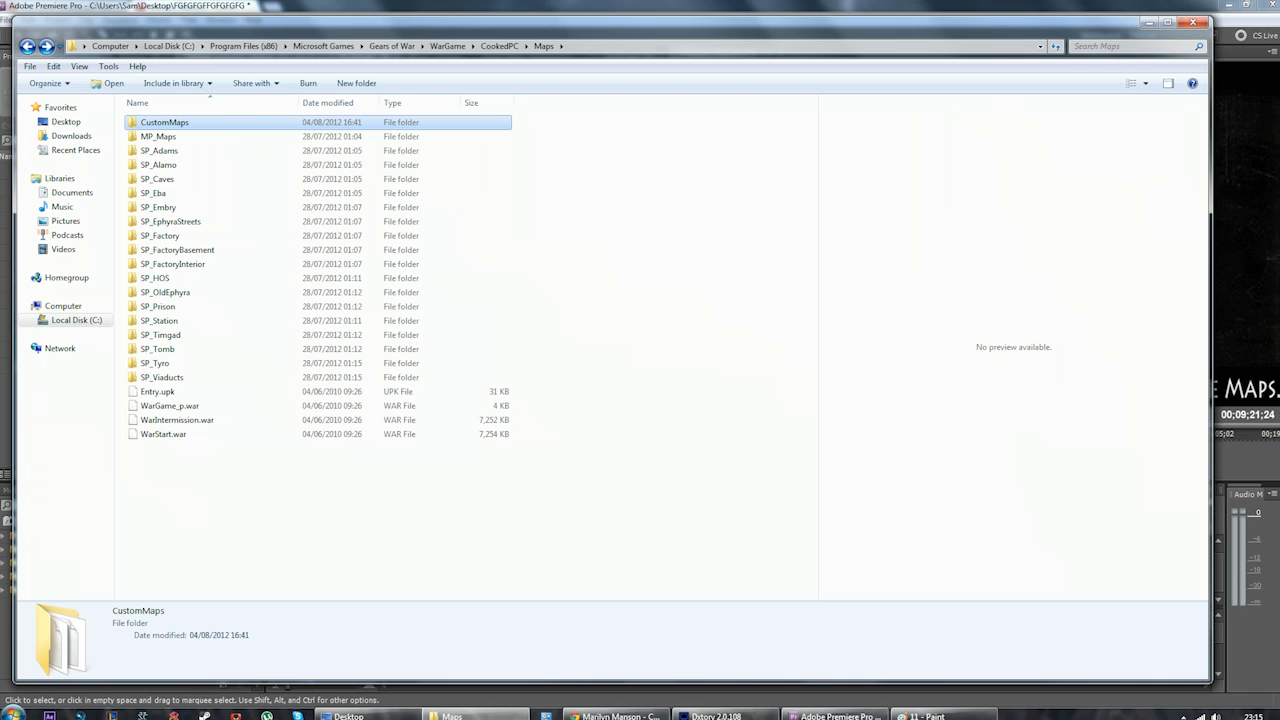 Adobe Premiere Pro - C:\Users\Sam\Desktop\FGFGFGFFGFGFGFG *
Computer Local Disk (C:) Program Files (x86) Microsoft Games Gears of War WarGame CookedPC Maps Search Maps
CS Live
File Edit View Tools Help
Organize Open Include in library Share with Burn New folder
Name Date modified Type Size
Favorites
Desktop
Downloads
Recent Places
Libraries
Documents
Music
Pictures
Podcasts
Videos
Homegroup
Computer
Local Disk (C:)
Network
CustomMaps 04/08/2012 16:41 File folder
MP_Maps 28/07/2012 01:04 File folder
SP_Adams 28/07/2012 01:05 File folder
SP_Alamo 28/07/2012 01:05 File folder
SP_Caves 28/07/2012 01:05 File folder
SP_Eba 28/07/2012 01:05 File folder
SP_Embry 28/07/2012 01:07 File folder
SP_EphyraStreets 28/07/2012 01:07 File folder
SP_Factory 28/07/2012 01:07 File folder
SP_FactoryBasement 28/07/2012 01:07 File folder
SP_FactoryInterior 28/07/2012 01:07 File folder
SP_HOS 28/07/2012 01:07 File folder
SP_OldEphyra 28/07/2012 01:12 File folder
SP_Prison 28/07/2012 01:12 File folder
SP_Station 28/07/2012 01:11 File folder
SP_Timgad 28/07/2012 01:12 File folder
SP_Tomb 28/07/2012 01:12 File folder
SP_Tyro 28/07/2012 01:15 File folder
SP_Viaducts 28/07/2012 01:15 File folder
Entry.upk 04/06/2010 09:26 UPK File 31 KB
WarGame_p.war 04/06/2010 09:26 WAR File 4 KB
WarIntermission.war 04/06/2010 09:26 WAR File 7,252 KB
WarStart.war 04/06/2010 09:26 WAR File 7,254 KB
No preview available.
E MAPS.
00;09;21;24
05;02 00;19
Audio M
0
-6
-12
-18
CustomMaps
File folder
Date modified: 04/08/2012 16:41
Click to select, or click in empty space and drag to marquee select. Use Shift, Alt, and Ctrl for other options.
Desktop Maps Marilyn Manson - C... Dxtory 2.0.108 Adobe Premiere Pro ... 11 - Paint 23:15